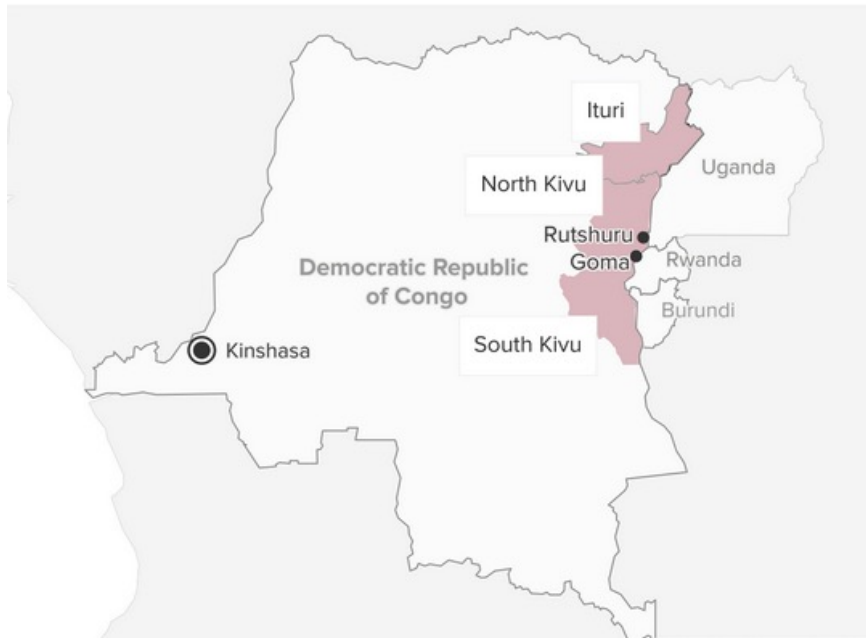 Ituri
Uganda
North Kivu
Rutshuru
Goma
Rwanda
Democratic Republic
of Congo
Burundi
South Kivu
Kinshasa